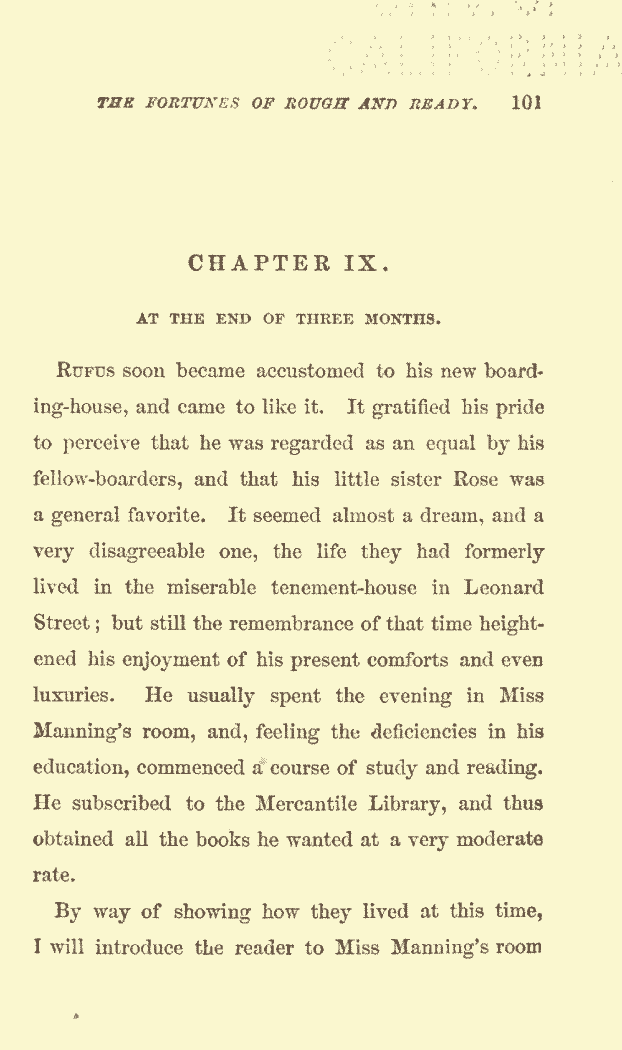 CALIFORNIA
THE FORTUNES OF ROUGH AND READY. 101
CHAPTER IX.
AT THE END OF THREE MONTHS.
RUFUS soon became accustomed to his new board-
ing-house, and came to like it. It gratified his pride
to perceive that he was regarded as an equal by his
fellow-boarders, and that his little sister Rose was
a general favorite. It seemed almost a dream, and a
very disagreeable one, the life they had formerly
lived in the miserable tenement-house in Leonard
Street; but still the remembrance of that time height-
ened his enjoyment of his present comforts and even
luxuries. He usually spent the evening in Miss
Manning's room, and, feeling the deficiencies in his
education, commenced a course of study and reading.
He subscribed to the Mercantile Library, and thus
obtained all the books he wanted at a very moderate
rate.
By way of showing how they lived at this time,
I will introduce the reader to Miss Manning's room